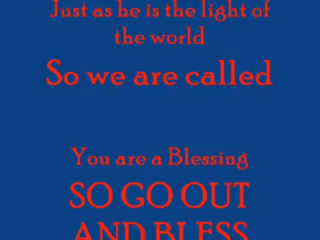 Just as he is the light of
the world
So we are called
You are a Blessing
SO GO OUT
AND BLESS